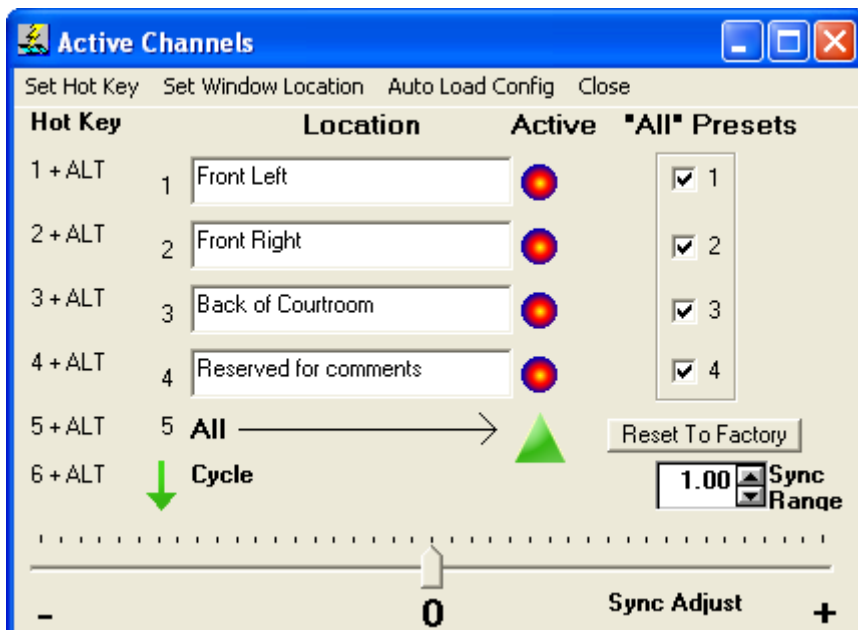 Active Channels
Set Hot Key Set Window Location Auto Load Config Close
Hot Key Location Active "All" Presets
1 + ALT 1 Front Left 1
2 + ALT 2 Front Right 2
3 + ALT 3 Back of Courtroom 3
4 + ALT 4 Reserved for comments 4
5 + ALT 5 All Reset To Factory
6 + ALT Cycle 1.00 Sync
Range
- 0 Sync Adjust +